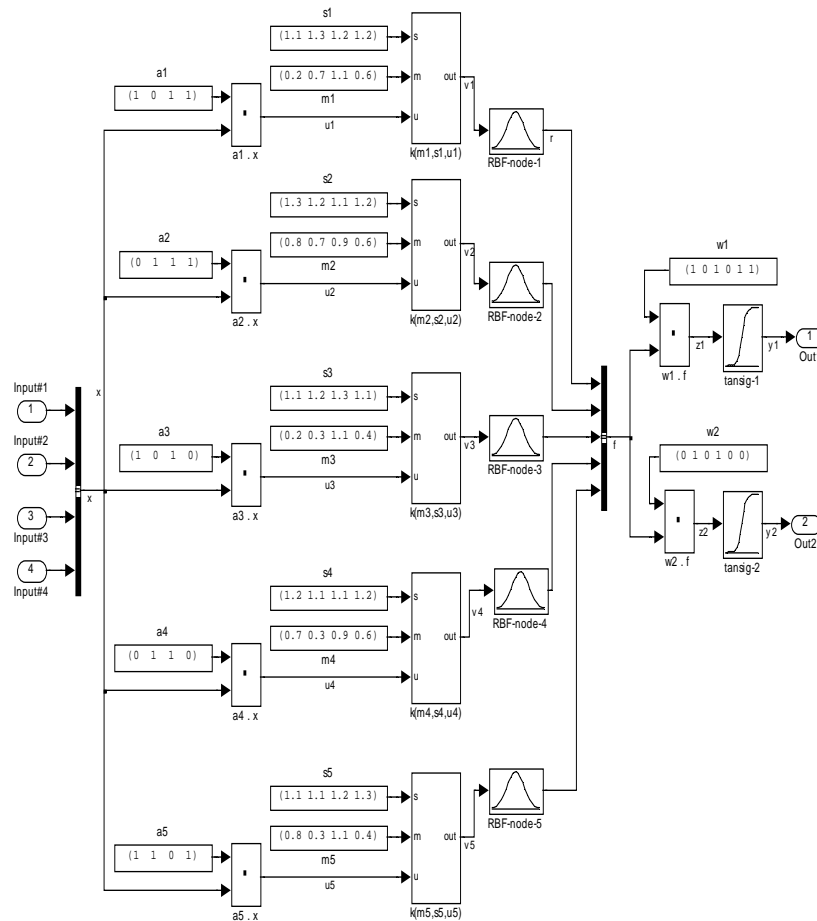 s1
(1.1 1.3 1.2 1.2)
s
a1
(0.2 0.7 1.1 0.6)
m
out
v1
(1 0 1 1)
m1
u
u1
a1 . x
k(m1,s1,u1)
RBF-node-1
r
s2
(1.3 1.2 1.1 1.2)
s
a2
(0.8 0.7 0.9 0.6)
m
out
v2
(0 1 1 1)
m2
u
u2
a2 . x
k(m2,s2,u2)
RBF-node-2
w1
(1 0 1 0 1 1)
z1
y1
1
Out1
w1 . f
tansig-1
s3
(1.1 1.2 1.3 1.1)
s
x
Input#1
1
a3
(0.2 0.3 1.1 0.4)
m
out
v3
RBF-node-3
f
w2
Input#2
2
(1 0 1 0)
m3
u
(0 1 0 1 0 0)
x
u3
a3 . x
k(m3,s3,u3)
3
Input#3
z2
y2
2
Out2
w2 . f
tansig-2
4
Input#4
s4
(1.2 1.1 1.1 1.2)
s
v4
RBF-node-4
a4
(0.7 0.3 0.9 0.6)
m
out
(0 1 1 0)
m4
u
u4
a4 . x
k(m4,s4,u4)
s5
(1.1 1.1 1.2 1.3)
s
RBF-node-5
a5
(0.8 0.3 1.1 0.4)
m
out
v5
(1 1 0 1)
m5
u
u5
a5 . x
k(m5,s5,u5)